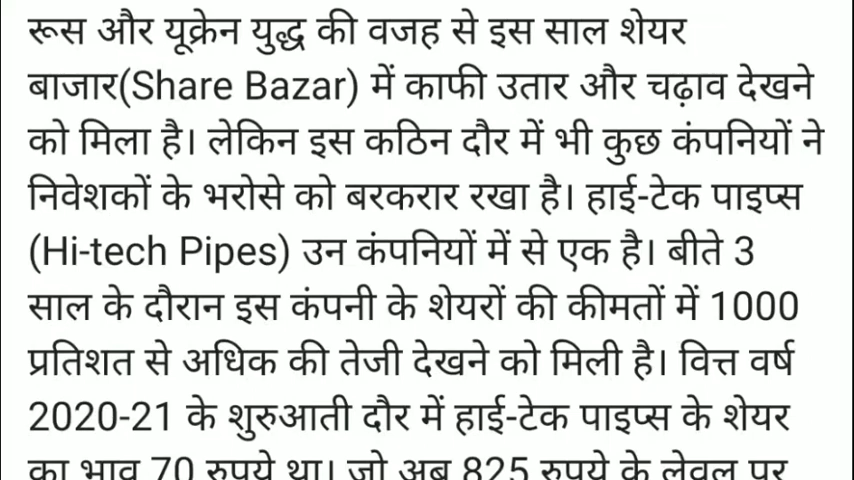 रूस और यूक्रेन युद्ध की वजह से इस साल शेयर
बाजार(Share Bazar) में काफी उतार और चढ़ाव देखने
को मिला है। लेकिन इस कठिन दौर में भी कुछ कंपनियों ने
निवेशकों के भरोसे को बरकरार रखा है। हाई-टेक पाइप्स
(Hi-tech Pipes) उन कंपनियों में से एक है। बीते 3
साल के दौरान इस कंपनी के शेयरों की कीमतों में 1000
प्रतिशत से अधिक की तेजी देखने को मिली है। वित्त वर्ष
2020-21 के शुरुआती दौर में हाई-टेक पाइप्स के शेयर
का भाव 70 रुपये था। जो अब 825 रुपये के लेवल पर